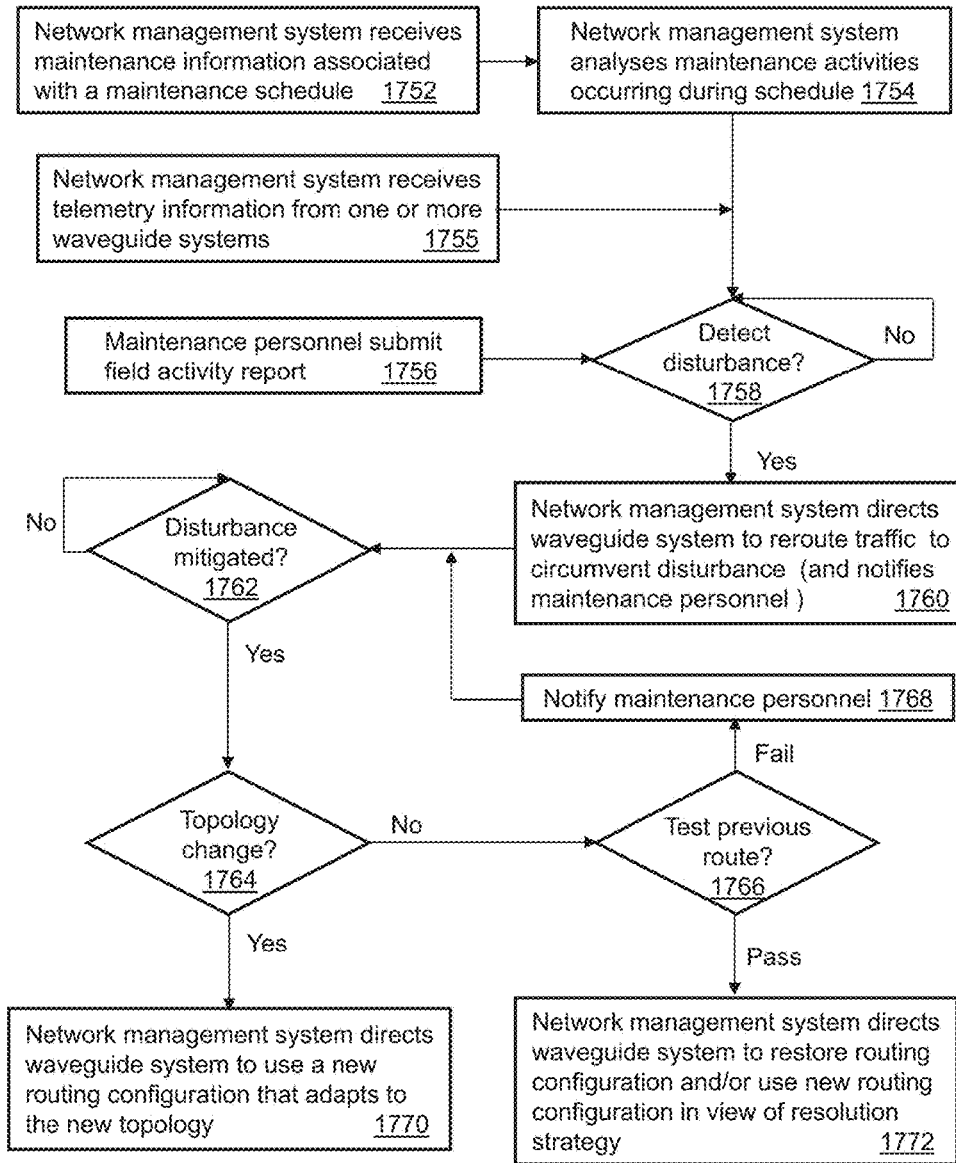 Network management system receives
maintenance information associated
with a maintenance schedule 1752
Network management system
analyses maintenance activities
occurring during schedule 1754
Network management system receives
telemetry information from one or more
waveguide systems 1755
Maintenance personnel submit
field activity report 1756
Detect
disturbance?
1758
No
Yes
Network management system directs
waveguide system to reroute traffic to
circumvent disturbance (and notifies
maintenance personnel ) 1760
No
Disturbance
mitigated?
1762
Yes
Notify maintenance personnel 1768
Fail
Topology
change?
1764
No
Test previous
route?
1766
Yes
Pass
Network management system directs
waveguide system to use a new
routing configuration that adapts to
the new topology 1770
Network management system directs
waveguide system to restore routing
configuration and/or use new routing
configuration in view of resolution
strategy 1772